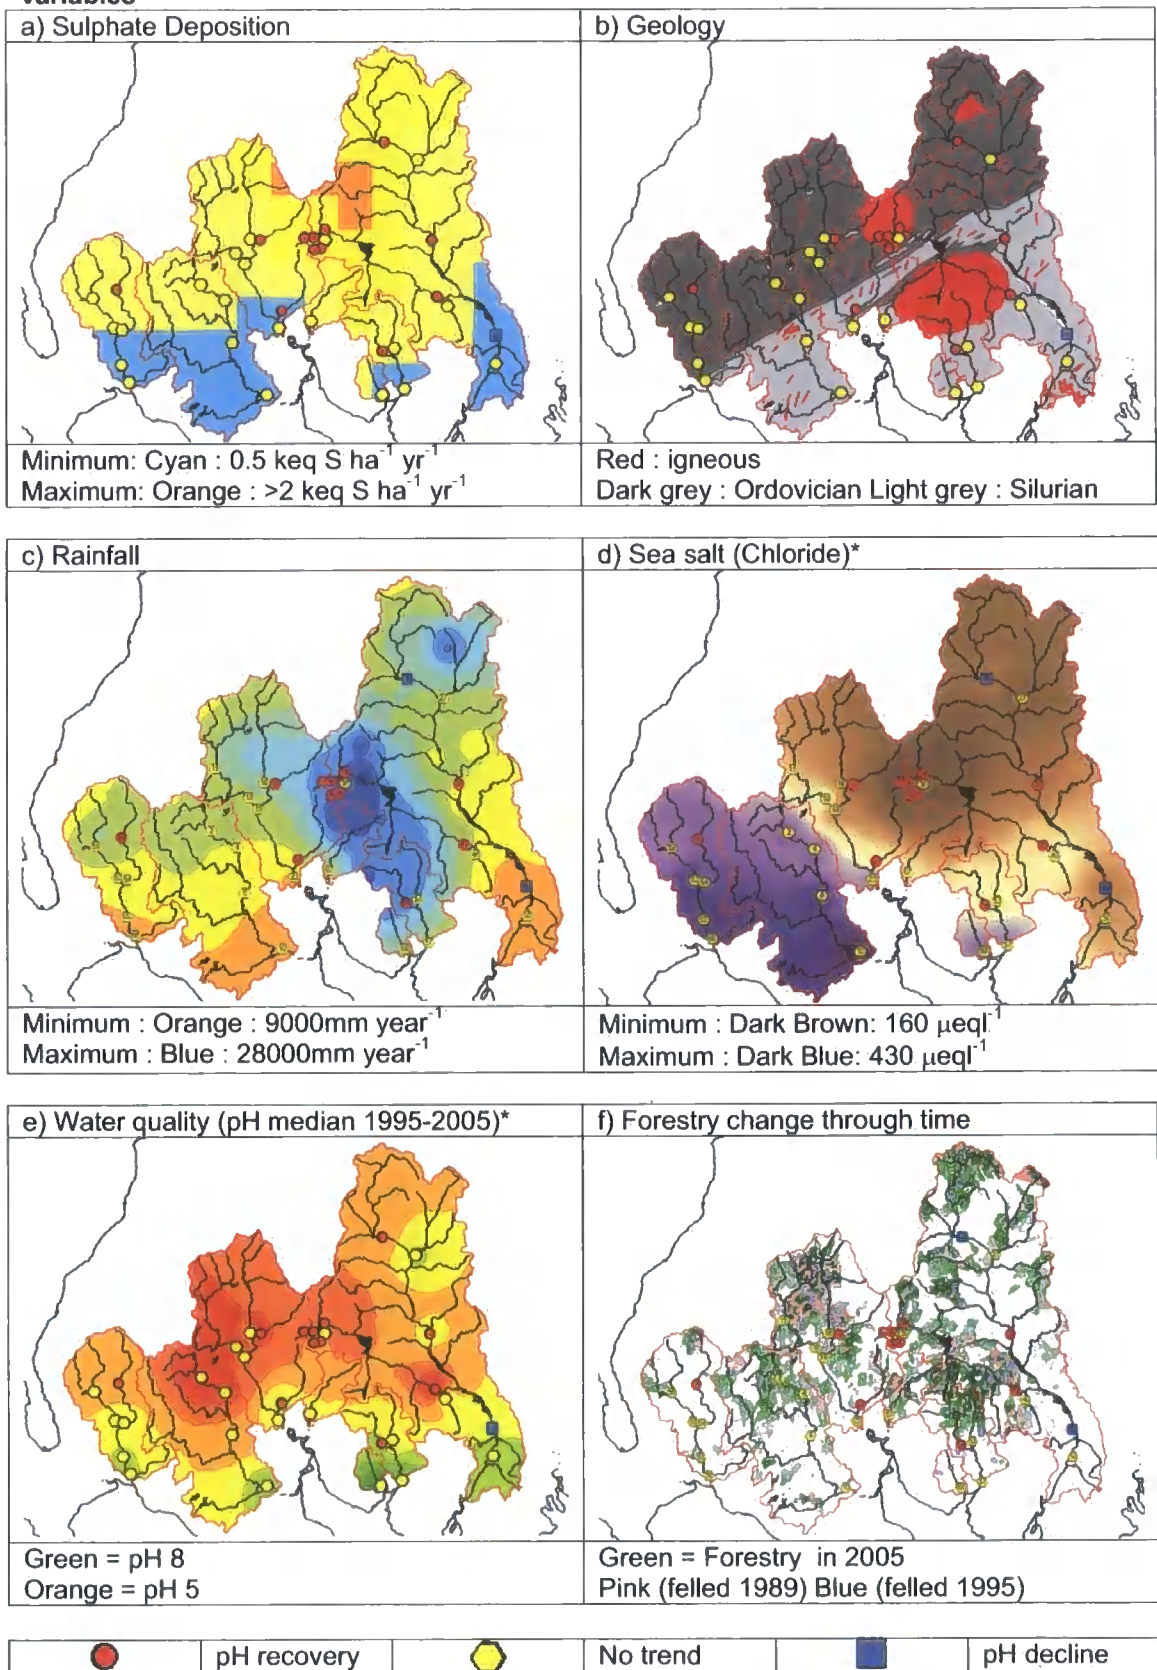 variables
a) Sulphate Deposition
b) Geology
Minimum: Cyan : 0.5 keq S ha⁻¹ yr⁻¹
Maximum: Orange : >2 keq S ha⁻¹ yr⁻¹
Red : igneous
Dark grey : Ordovician Light grey : Silurian
c) Rainfall
d) Sea salt (Chloride)*
Minimum : Orange : 9000mm year⁻¹
Maximum : Blue : 28000mm year⁻¹
Minimum : Dark Brown: 160 µeql⁻¹
Maximum : Dark Blue: 430 µeql⁻¹
e) Water quality (pH median 1995-2005)*
f) Forestry change through time
Green = pH 8
Orange = pH 5
Green = Forestry in 2005
Pink (felled 1989) Blue (felled 1995)
pH recovery
No trend
pH decline